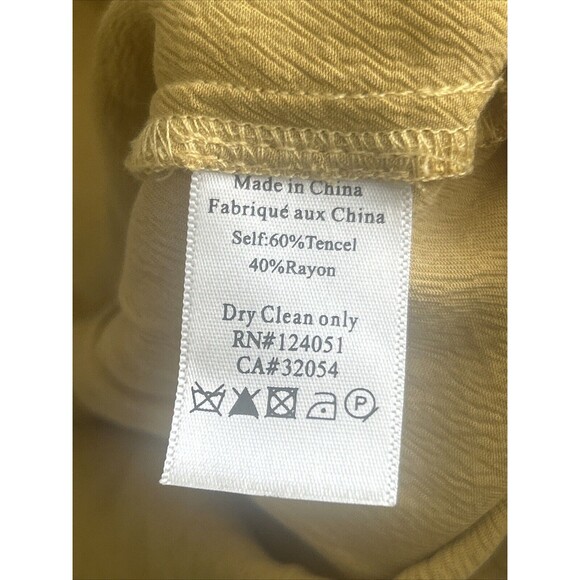 Made in China
Fabriqué aux China
Self:60%Tencel
40%Rayon
Dry Clean only
RN#124051
CA#32054
P